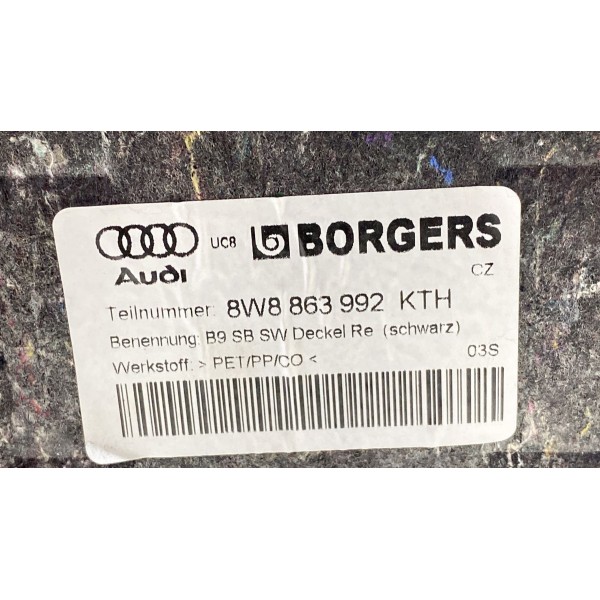 UC8 BORGERS
Audi
CZ
Teilnummer: 8W8 863 992 KTH
Benennung: B9 SB SW Deckel Re (schwarz)
Werkstoff: > PET/PP/CO <
03S